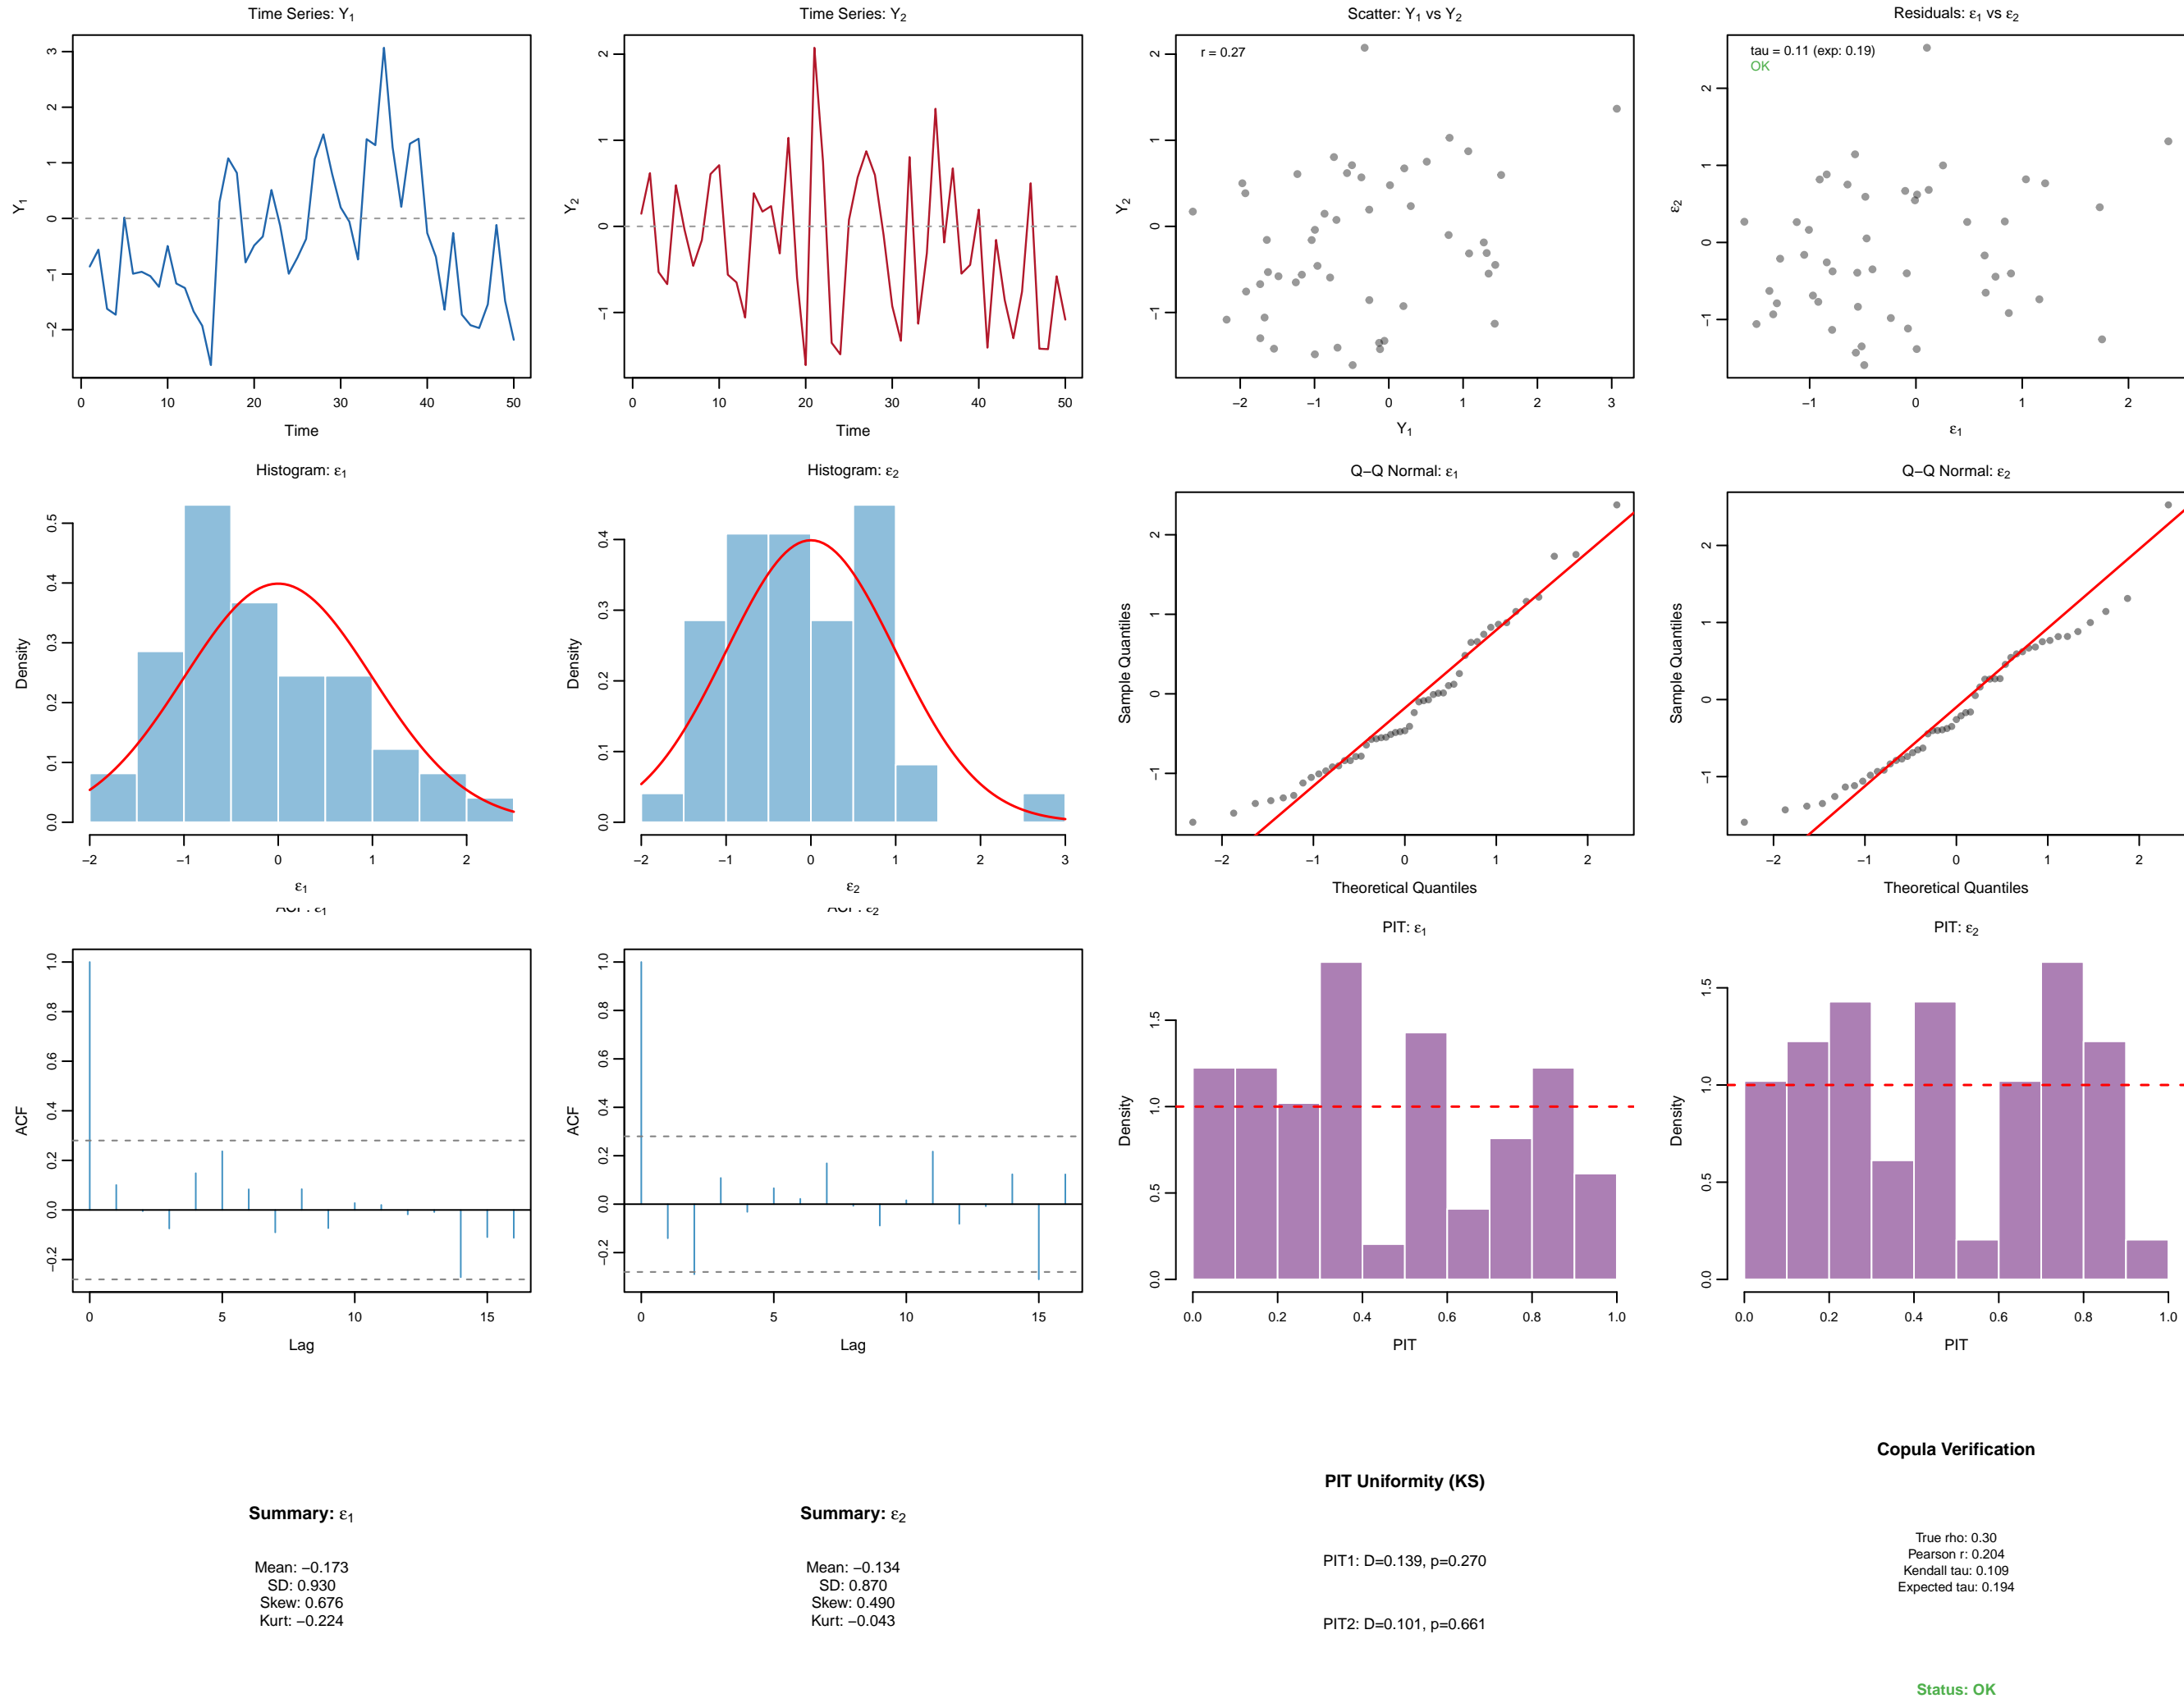 Time Series: Y1
3
2
1
0
−1
−2
Y1
0 10 20 30 40 50
Time
Time Series: Y2
2
1
0
−1
Y2
0 10 20 30 40 50
Time
Scatter: Y1 vs Y2
r = 0.27
2
1
0
−1
Y2
−2 −1 0 1 2 3
Y1
Residuals: ε1 vs ε2
tau = 0.11 (exp: 0.19)
OK
2
1
0
−1
ε2
−1 0 1 2
ε1
Histogram: ε1
0.5
0.4
0.3
0.2
0.1
0.0
Density
−2 −1 0 1 2
ε1
Histogram: ε2
0.4
0.3
0.2
0.1
0.0
Density
−2 −1 0 1 2 3
ε2
Q−Q Normal: ε1
2
1
0
−1
Sample Quantiles
−2 −1 0 1 2
Theoretical Quantiles
Q−Q Normal: ε2
2
1
0
−1
Sample Quantiles
−2 −1 0 1 2
Theoretical Quantiles
ACF: ε1
1.0
0.8
0.6
0.4
0.2
0.0
−0.2
ACF
0 5 10 15
Lag
ACF: ε2
1.0
0.8
0.6
0.4
0.2
0.0
−0.2
ACF
0 5 10 15
Lag
PIT: ε1
1.5
1.0
0.5
0.0
Density
0.0 0.2 0.4 0.6 0.8 1.0
PIT
PIT: ε2
1.5
1.0
0.5
0.0
Density
0.0 0.2 0.4 0.6 0.8 1.0
PIT
Summary: ε1
Mean: −0.173
SD: 0.930
Skew: 0.676
Kurt: −0.224
Summary: ε2
Mean: −0.134
SD: 0.870
Skew: 0.490
Kurt: −0.043
PIT Uniformity (KS)
PIT1: D=0.139, p=0.270
PIT2: D=0.101, p=0.661
Copula Verification
True rho: 0.30
Pearson r: 0.204
Kendall tau: 0.109
Expected tau: 0.194
Status: OK